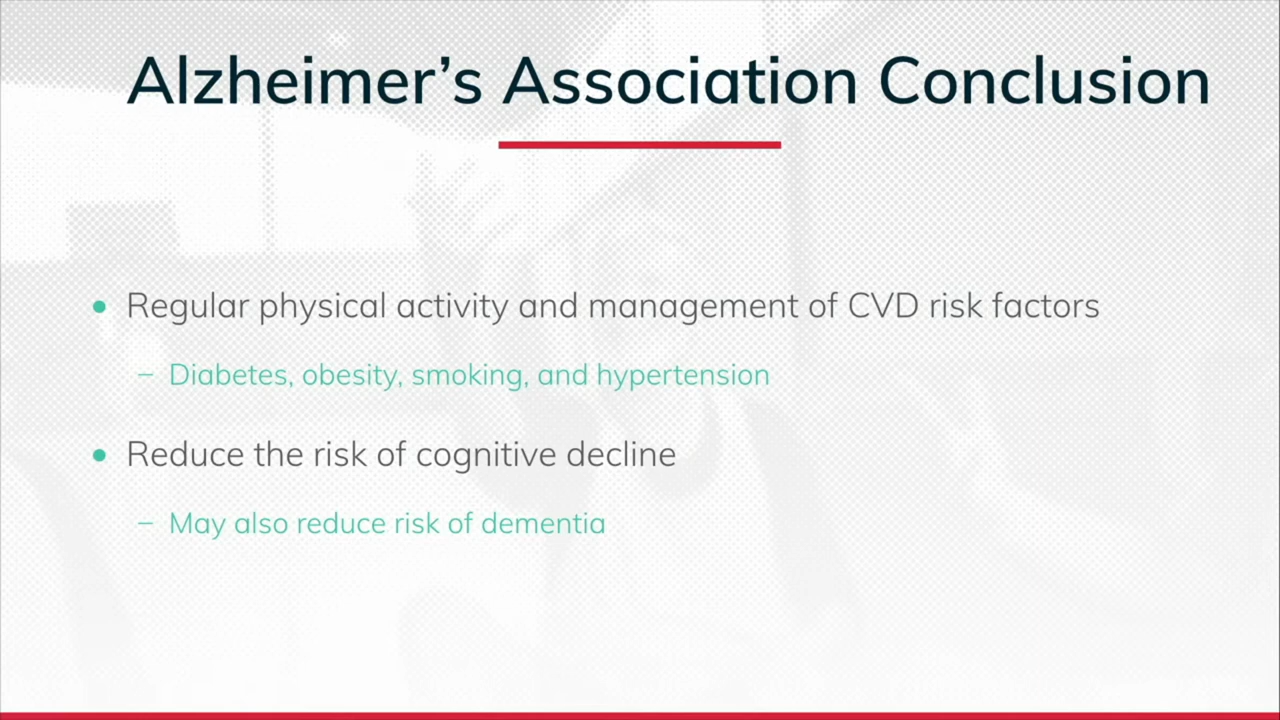 Alzheimer’s Association Conclusion
• Regular physical activity and management of CVD risk factors
– Diabetes, obesity, smoking, and hypertension
• Reduce the risk of cognitive decline
– May also reduce risk of dementia